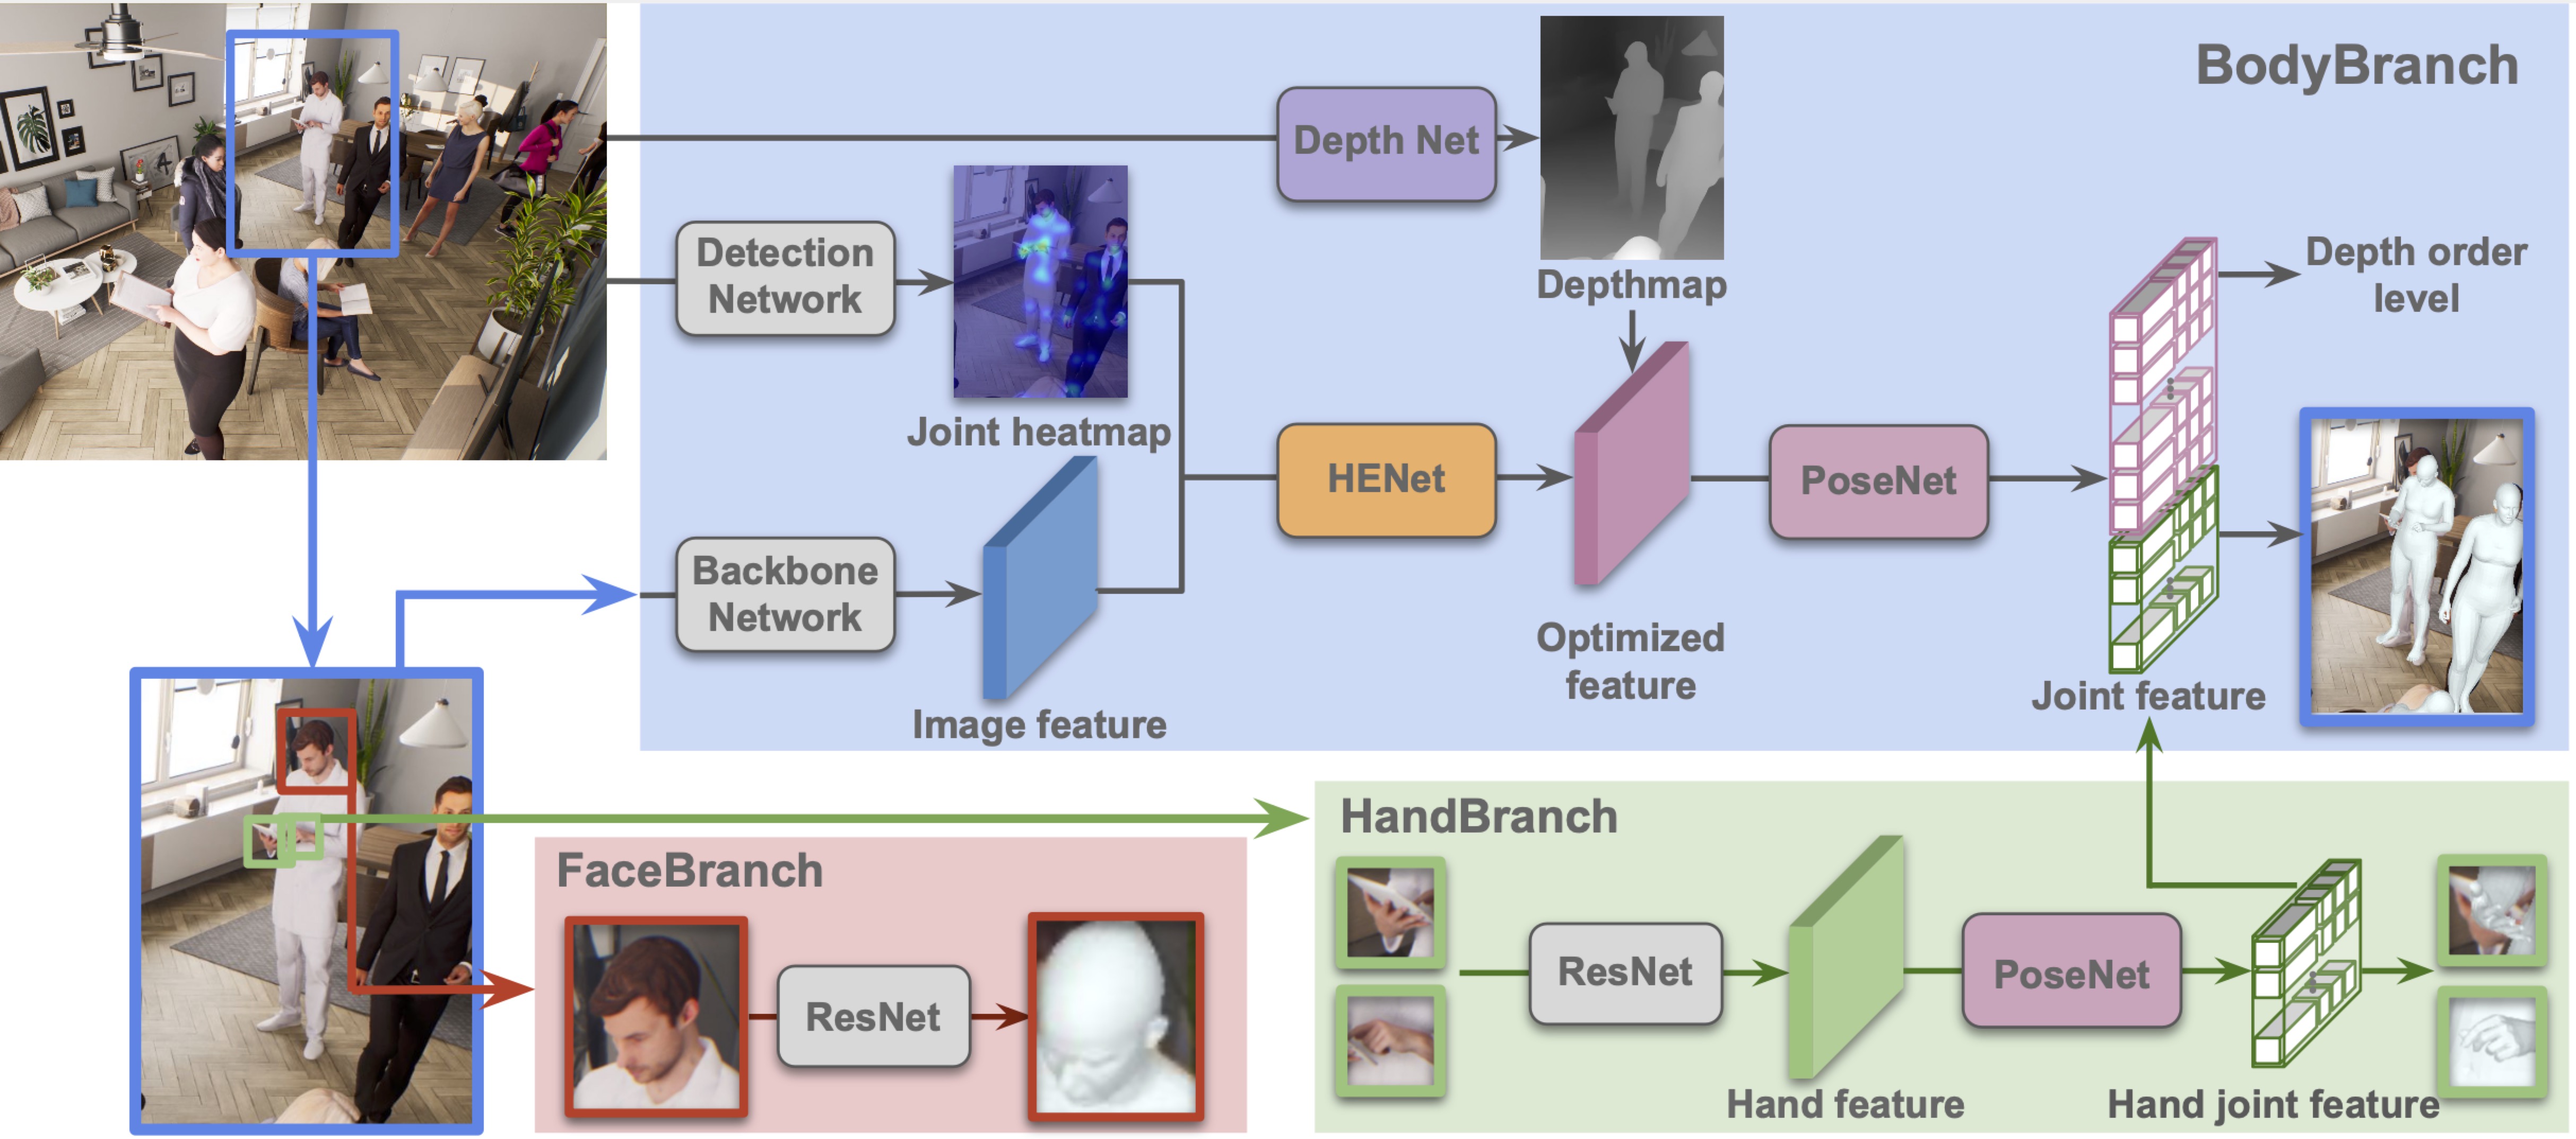 BodyBranch
Depth Net
Depthmap
Detection
Network
Joint heatmap
Depth order
level
HENet
PoseNet
Backbone
Network
Image feature
Optimized
feature
Joint feature
FaceBranch
ResNet
HandBranch
ResNet
PoseNet
Hand feature
Hand joint feature